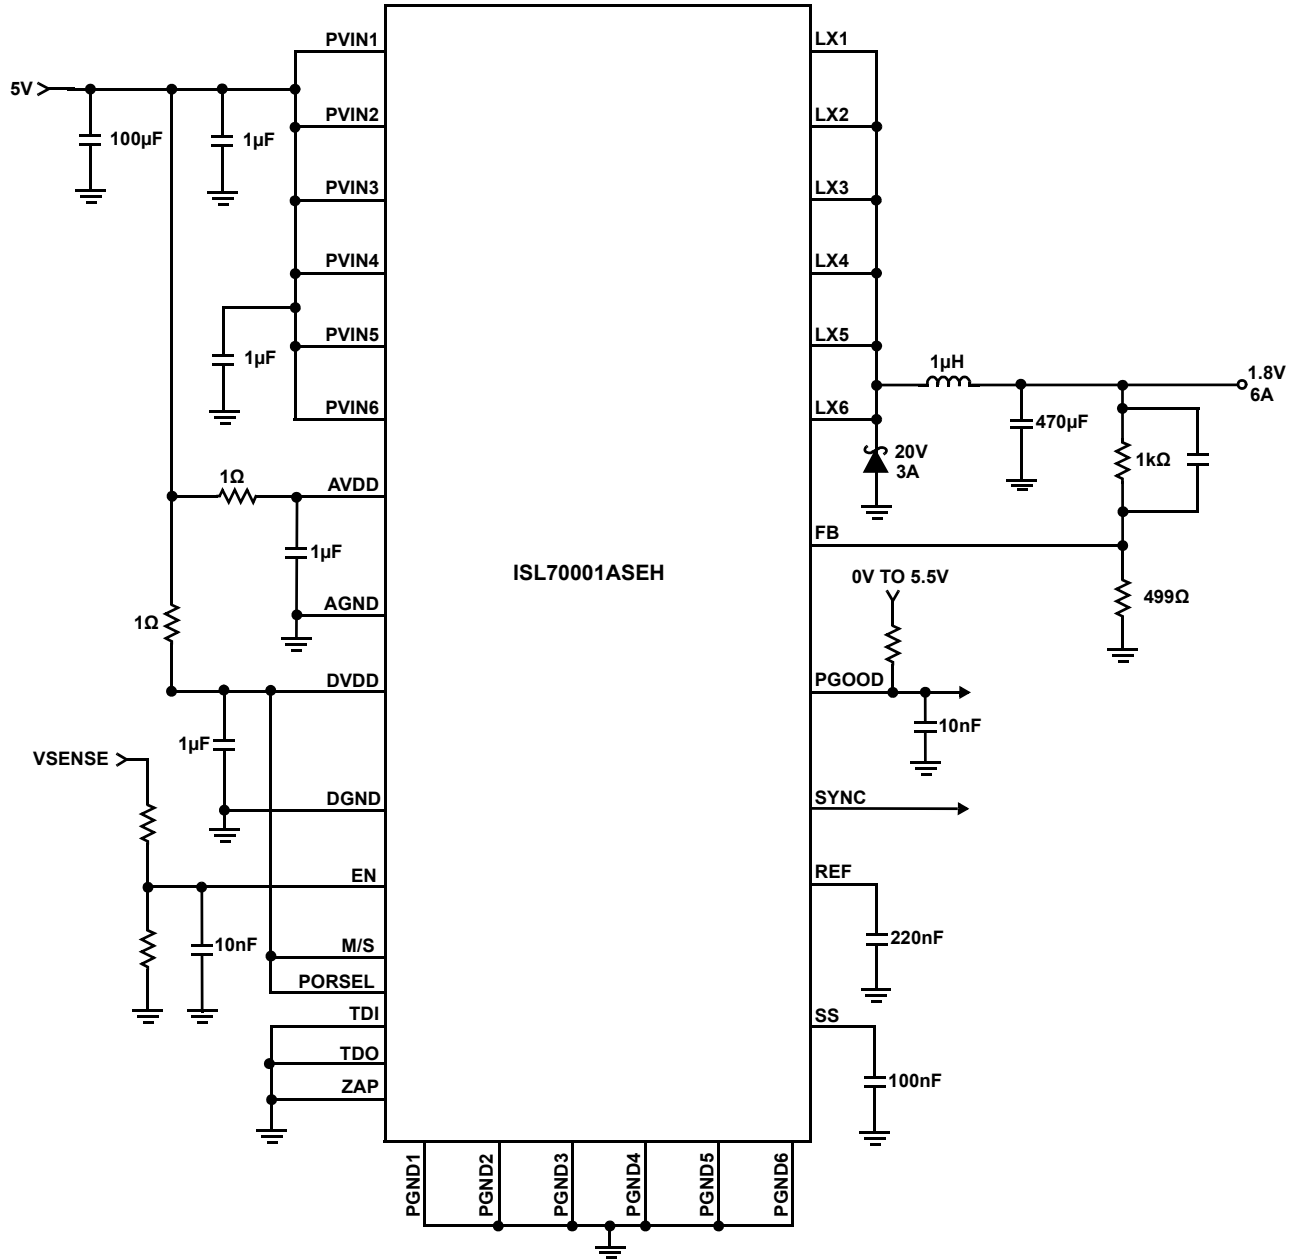 PVIN1
LX1
5V
100µF
1µF
PVIN2
LX2
PVIN3
LX3
PVIN4
LX4
1µF
PVIN5
LX5
1µH
1.8V
6A
PVIN6
LX6
470µF
20V
3A
1kΩ
1Ω
AVDD
FB
1µF
ISL70001ASEH
0V TO 5.5V
AGND
499Ω
1Ω
DVDD
PGOOD
10nF
1µF
VSENSE
DGND
SYNC
EN
REF
10nF
M/S
220nF
PORSEL
TDI
SS
TDO
ZAP
100nF
PGND1
PGND2
PGND3
PGND4
PGND5
PGND6